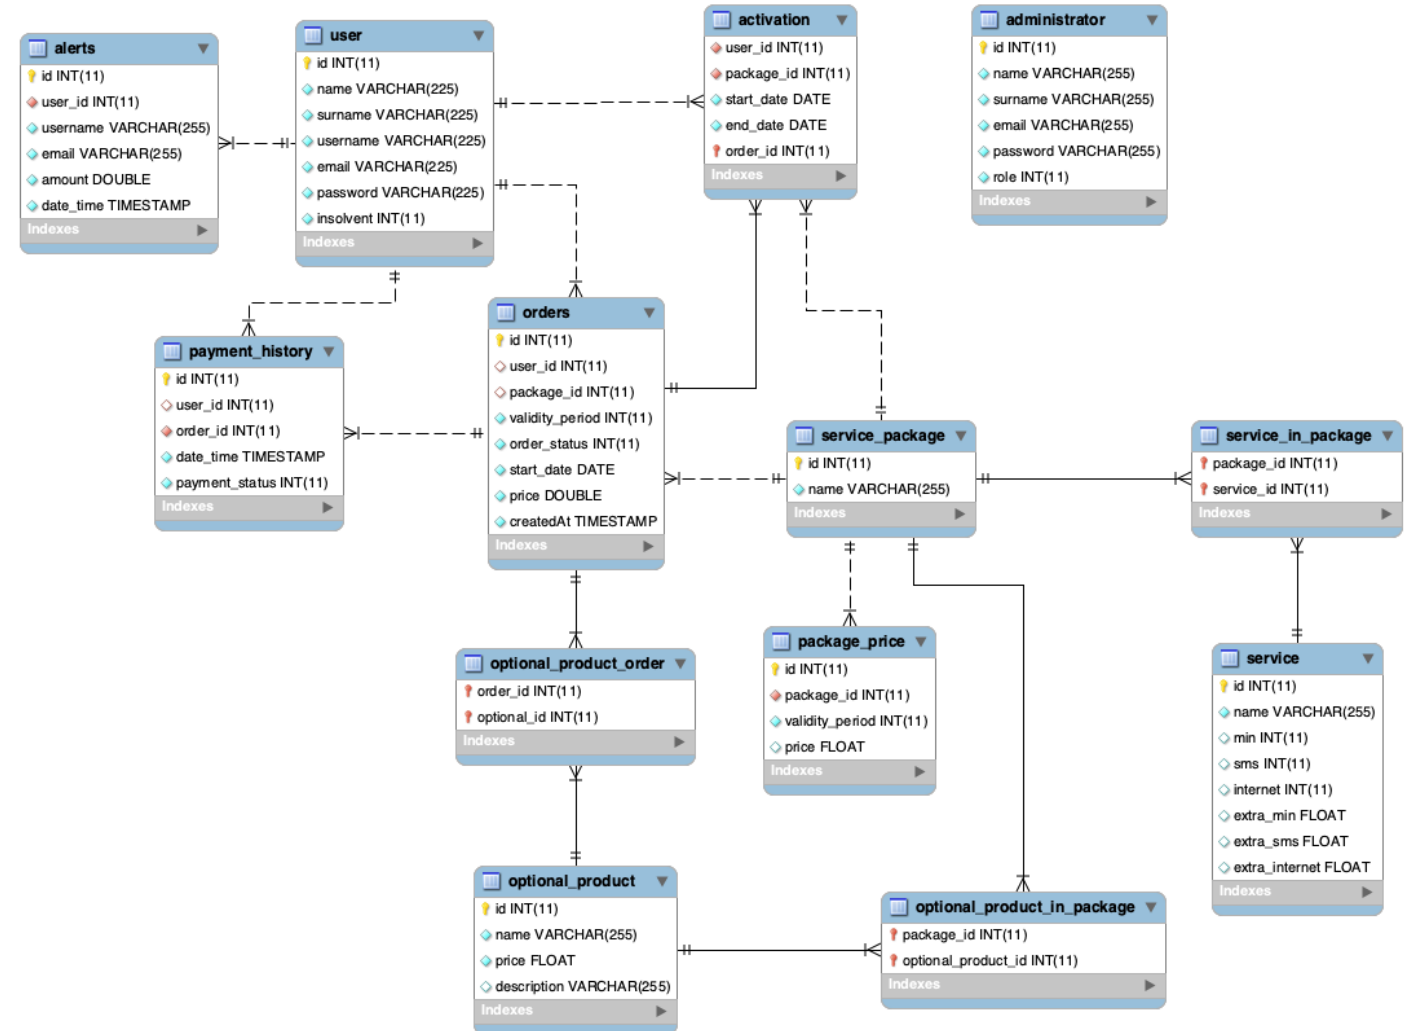 alerts
id INT(11)
user_id INT(11)
username VARCHAR(255)
email VARCHAR(255)
amount DOUBLE
date_time TIMESTAMP
Indexes
user
id INT(11)
name VARCHAR(225)
surname VARCHAR(225)
username VARCHAR(225)
email VARCHAR(225)
password VARCHAR(225)
insolvent INT(11)
Indexes
activation
user_id INT(11)
package_id INT(11)
start_date DATE
end_date DATE
order_id INT(11)
Indexes
administrator
id INT(11)
name VARCHAR(255)
surname VARCHAR(255)
email VARCHAR(255)
password VARCHAR(255)
role INT(11)
Indexes
payment_history
id INT(11)
user_id INT(11)
order_id INT(11)
date_time TIMESTAMP
payment_status INT(11)
Indexes
orders
id INT(11)
user_id INT(11)
package_id INT(11)
validity_period INT(11)
order_status INT(11)
start_date DATE
price DOUBLE
createdAt TIMESTAMP
Indexes
service_package
id INT(11)
name VARCHAR(255)
Indexes
service_in_package
package_id INT(11)
service_id INT(11)
Indexes
optional_product_order
order_id INT(11)
optional_id INT(11)
Indexes
package_price
id INT(11)
package_id INT(11)
validity_period INT(11)
price FLOAT
Indexes
service
id INT(11)
name VARCHAR(255)
min INT(11)
sms INT(11)
internet INT(11)
extra_min FLOAT
extra_sms FLOAT
extra_internet FLOAT
Indexes
optional_product
id INT(11)
name VARCHAR(255)
price FLOAT
description VARCHAR(255)
Indexes
optional_product_in_package
package_id INT(11)
optional_product_id INT(11)
Indexes